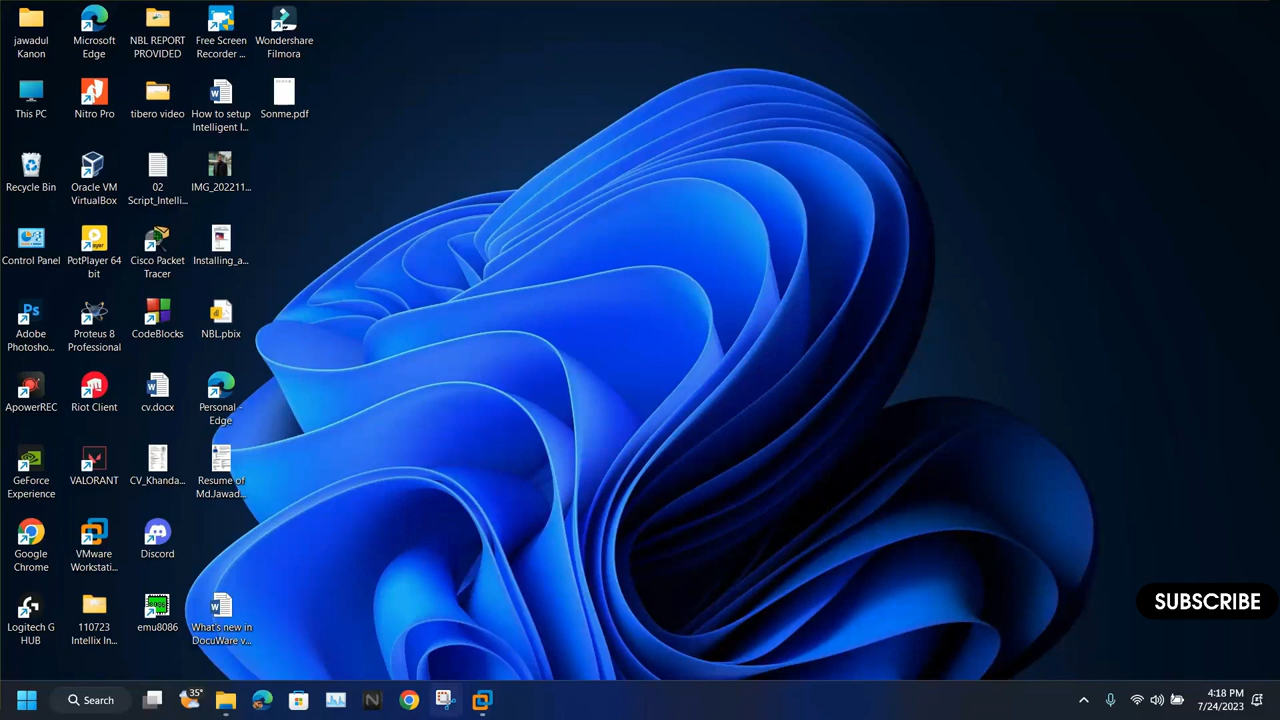 jawadul
Kanon
Microsoft
Edge
NBL REPORT
PROVIDED
Free Screen
Recorder ...
Wondershare
Filmora
This PC
Nitro Pro
tibero video
How to setup
Intelligent I...
Sonme.pdf
Recycle Bin
Oracle VM
VirtualBox
02
Script_Intelli...
IMG_202211...
Control Panel
PotPlayer 64
bit
Cisco Packet
Tracer
Installing_a...
Adobe
Photosho...
Proteus 8
Professional
CodeBlocks
NBL.pbix
ApowerREC
Riot Client
cv.docx
Personal -
Edge
GeForce
Experience
VALORANT
CV_Khanda...
Resume of
Md.Jawad...
Google
Chrome
VMware
Workstati...
Discord
Logitech G
HUB
110723
Intellix In...
emu8086
What's new in
DocuWare v...
SUBSCRIBE
Search
35°
4:18 PM
7/24/2023